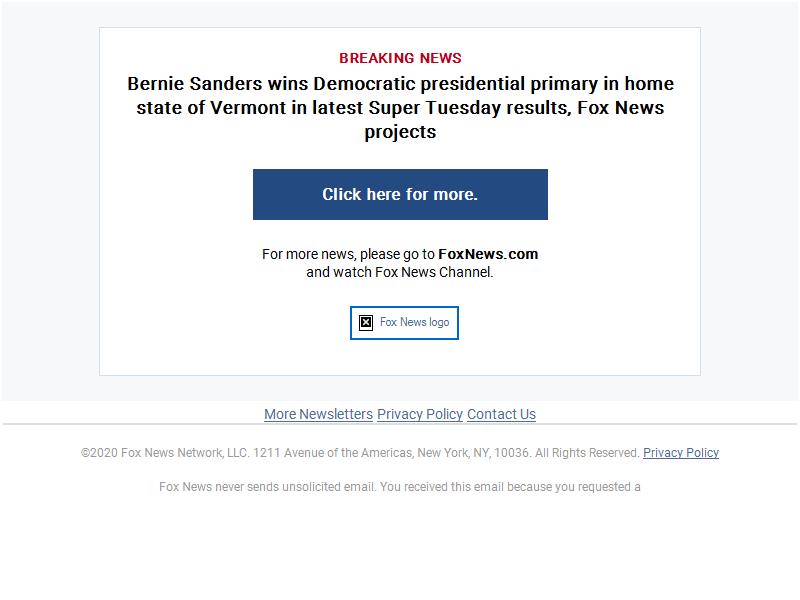 BREAKING NEWS
Bernie Sanders wins Democratic presidential primary in home
state of Vermont in latest Super Tuesday results, Fox News
projects
Click here for more.
For more news, please go to FoxNews.com
and watch Fox News Channel.
Fox News logo
More Newsletters Privacy Policy Contact Us
©2020 Fox News Network, LLC. 1211 Avenue of the Americas, New York, NY, 10036. All Rights Reserved. Privacy Policy
Fox News never sends unsolicited email. You received this email because you requested a